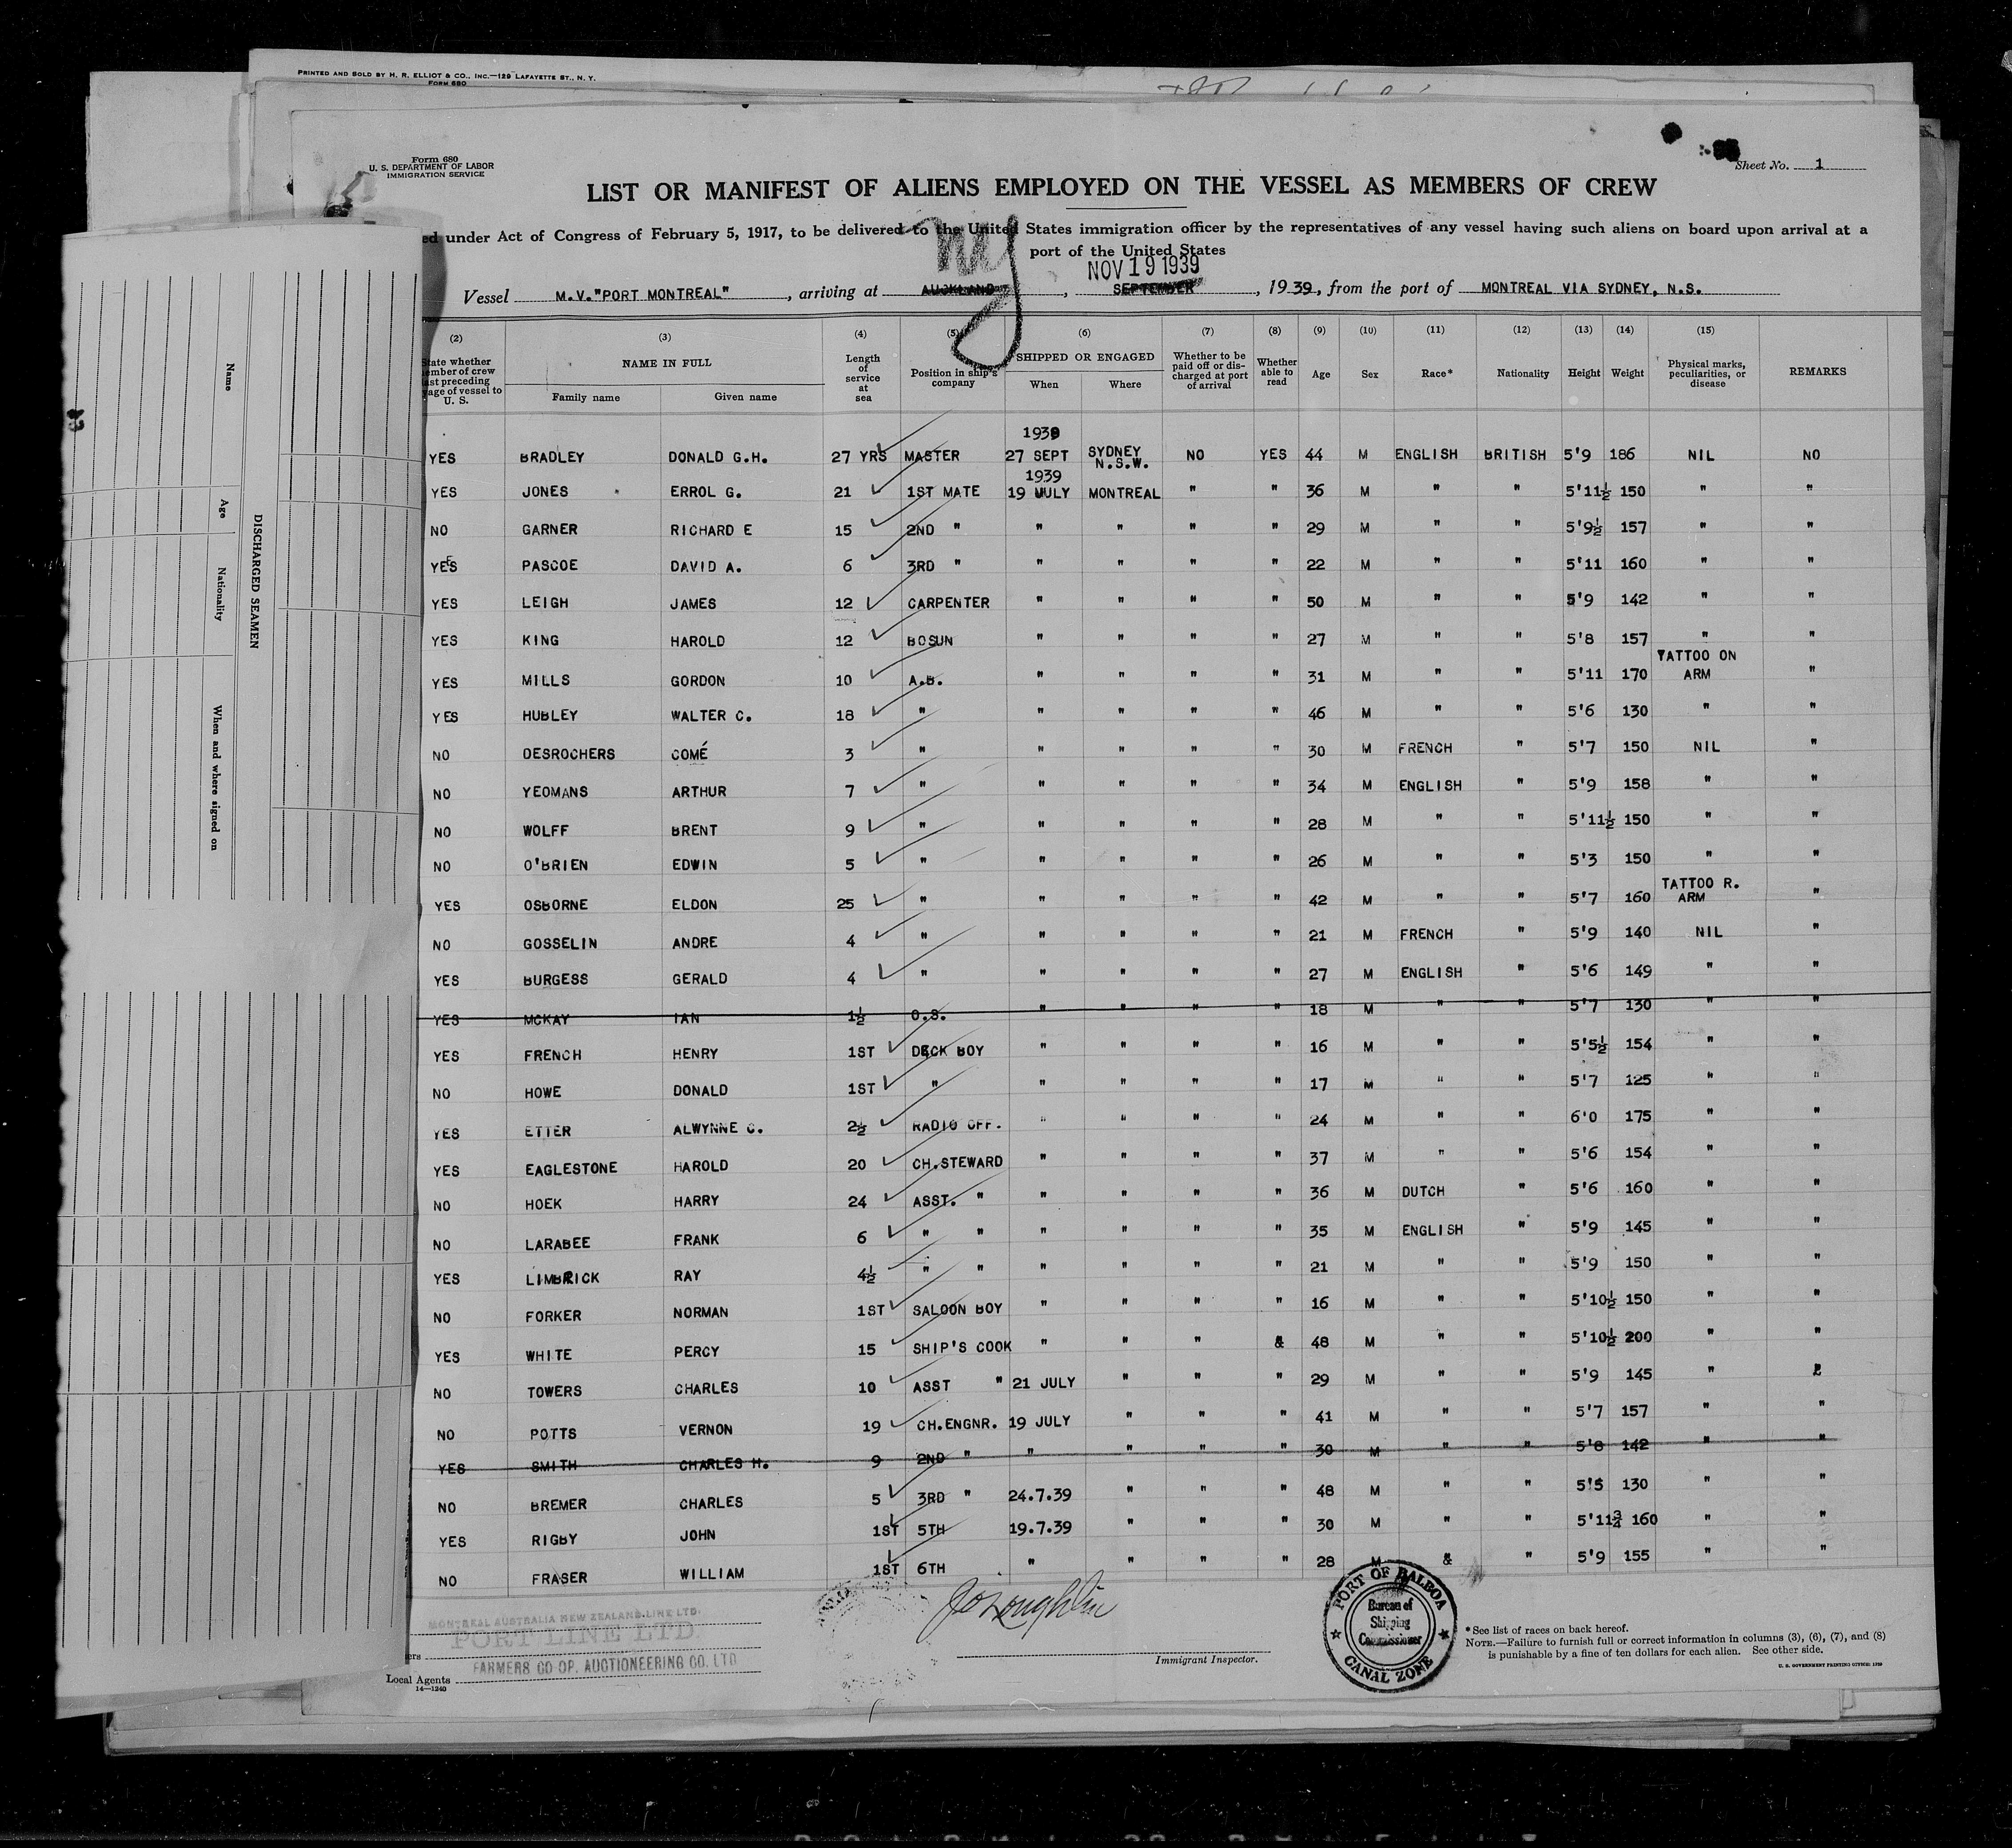 PRINTED AND SOLD BY H. R. ELLIOT & CO., INC.—129 LAFAYETTE ST., N. Y.
FORM 680
Form 680
U. S. DEPARTMENT OF LABOR
IMMIGRATION SERVICE
Sheet No. 1
LIST OR MANIFEST OF ALIENS EMPLOYED ON THE VESSEL AS MEMBERS OF CREW
ed under Act of Congress of February 5, 1917, to be delivered to the United States immigration officer by the representatives of any vessel having such aliens on board upon arrival at a
port of the United States
ny
NOV 19 1939
Vessel M.V."PORT MONTREAL", arriving at AUCKLAND, SEPTEMBER, 1939, from the port of MONTREAL VIA SYDNEY, N.S.
(2) (3) (4) (5) (6) (7) (8) (9) (10) (11) (12) (13) (14) (15)
State whether member of crew last preceding voyage of vessel to U. S.
NAME IN FULL
Family name
Given name
Length of service at sea
Position in ship's company
SHIPPED OR ENGAGED
When
Where
Whether to be paid off or discharged at port of arrival
Whether able to read
Age
Sex
Race*
Nationality
Height
Weight
Physical marks, peculiarities, or disease
REMARKS
1939
YES BRADLEY DONALD G.H. 27 YRS MASTER 27 SEPT SYDNEY N.S.W. NO YES 44 M ENGLISH BRITISH 5'9 186 NIL NO
1939
YES JONES ERROL G. 21 1ST MATE 19 JULY MONTREAL " " 36 M " " 5'11½ 150 " "
NO GARNER RICHARD E 15 2ND " " " " " 29 M " " 5'9½ 157 " "
YES PASCOE DAVID A. 6 3RD " " " " " 22 M " " 5'11 160 " "
YES LEIGH JAMES 12 CARPENTER " " " " 50 M " " 5'9 142 " "
YES KING HAROLD 12 BOSUN " " " " 27 M " " 5'8 157 " "
YES MILLS GORDON 10 A.B. " " " " 31 M " " 5'11 170 TATTOO ON ARM "
YES HUBLEY WALTER C. 18 " " " " " 46 M " " 5'6 130 " "
NO DESROCHERS COMÉ 3 " " " " " 30 M FRENCH " 5'7 150 NIL "
NO YEOMANS ARTHUR 7 " " " " " 34 M ENGLISH " 5'9 158 " "
NO WOLFF BRENT 9 " " " " " 28 M " " 5'11½ 150 " "
NO O'BRIEN EDWIN 5 " " " " " 26 M " " 5'3 150 " "
YES OSBORNE ELDON 25 " " " " " 42 M " " 5'7 160 TATTOO R. ARM "
NO GOSSELIN ANDRE 4 " " " " " 21 M FRENCH " 5'9 140 NIL "
YES BURGESS GERALD 4 " " " " " 27 M ENGLISH " 5'6 149 " "
YES MCKAY IAN 1½ O.S. " " " " 18 M " " 5'7 130 " "
YES FRENCH HENRY 1ST DECK BOY " " " " 16 M " " 5'5½ 154 " "
NO HOWE DONALD 1ST " " " " " 17 M " " 5'7 125 " "
YES ETTER ALWYNNE C. 2½ RADIO OFF. " " " " 24 M " " 6'0 175 " "
YES EAGLESTONE HAROLD 20 CH.STEWARD " " " " 37 M " " 5'6 154 " "
NO HOEK HARRY 24 ASST. " " " " " 36 M DUTCH " 5'6 160 " "
NO LARABEE FRANK 6 " " " " " " 35 M ENGLISH " 5'9 145 " "
YES LIMBRICK RAY 4½ " " " " " " 21 M " " 5'9 150 " "
NO FORKER NORMAN 1ST SALOON BOY " " " " 16 M " " 5'10½ 150 " "
YES WHITE PERCY 15 SHIP'S COOK " " " & 48 M " " 5'10½ 200 " "
NO TOWERS CHARLES 10 ASST " 21 JULY " " " 29 M " " 5'9 145 "
NO POTTS VERNON 19 CH.ENGNR. 19 JULY " " " 41 M " " 5'7 157 " "
YES SMITH CHARLES H. 9 2ND " " " " " 30 M " " 5'8 142 " "
NO BREMER CHARLES 5 3RD " 24.7.39 " " " 48 M " " 5'5 130 " "
YES RIGBY JOHN 1ST 5TH 19.7.39 " " " 30 M " " 5'11¾ 160 " "
NO FRASER WILLIAM 1ST 6TH " " " " 28 M & " 5'9 155 " "
MONTREAL AUSTRALIA NEW ZEALAND LINE LTD.
PORT LINE LTD.
ers
FARMERS CO OP. AUCTIONEERING CO. LTD
Local Agents
14—1240
Immigrant Inspector.
PORT OF BALBOA
Bureau of
Shipping
Commissioner
CANAL ZONE
*See list of races on back hereof.
NOTE.—Failure to furnish full or correct information in columns (3), (6), (7), and (8)
is punishable by a fine of ten dollars for each alien. See other side.
DISCHARGED SEAMEN
Name
Age
Nationality
When and where signed on